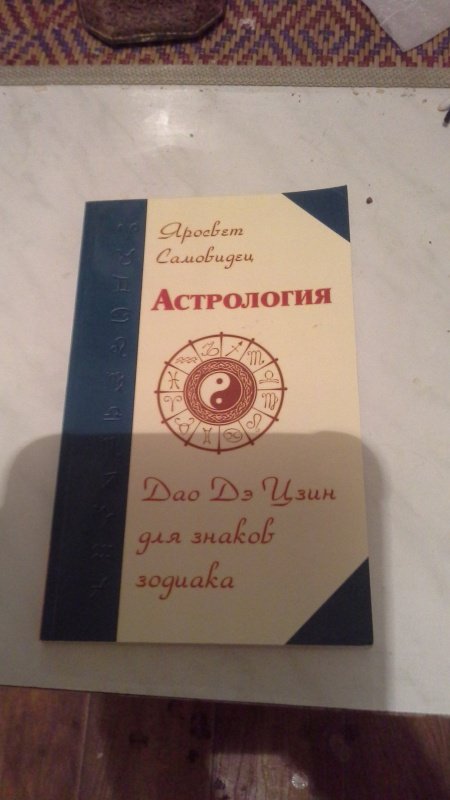 Яросвет
Самовидец
Астрология
Дао Дэ Цзин
для знаков
зодиака